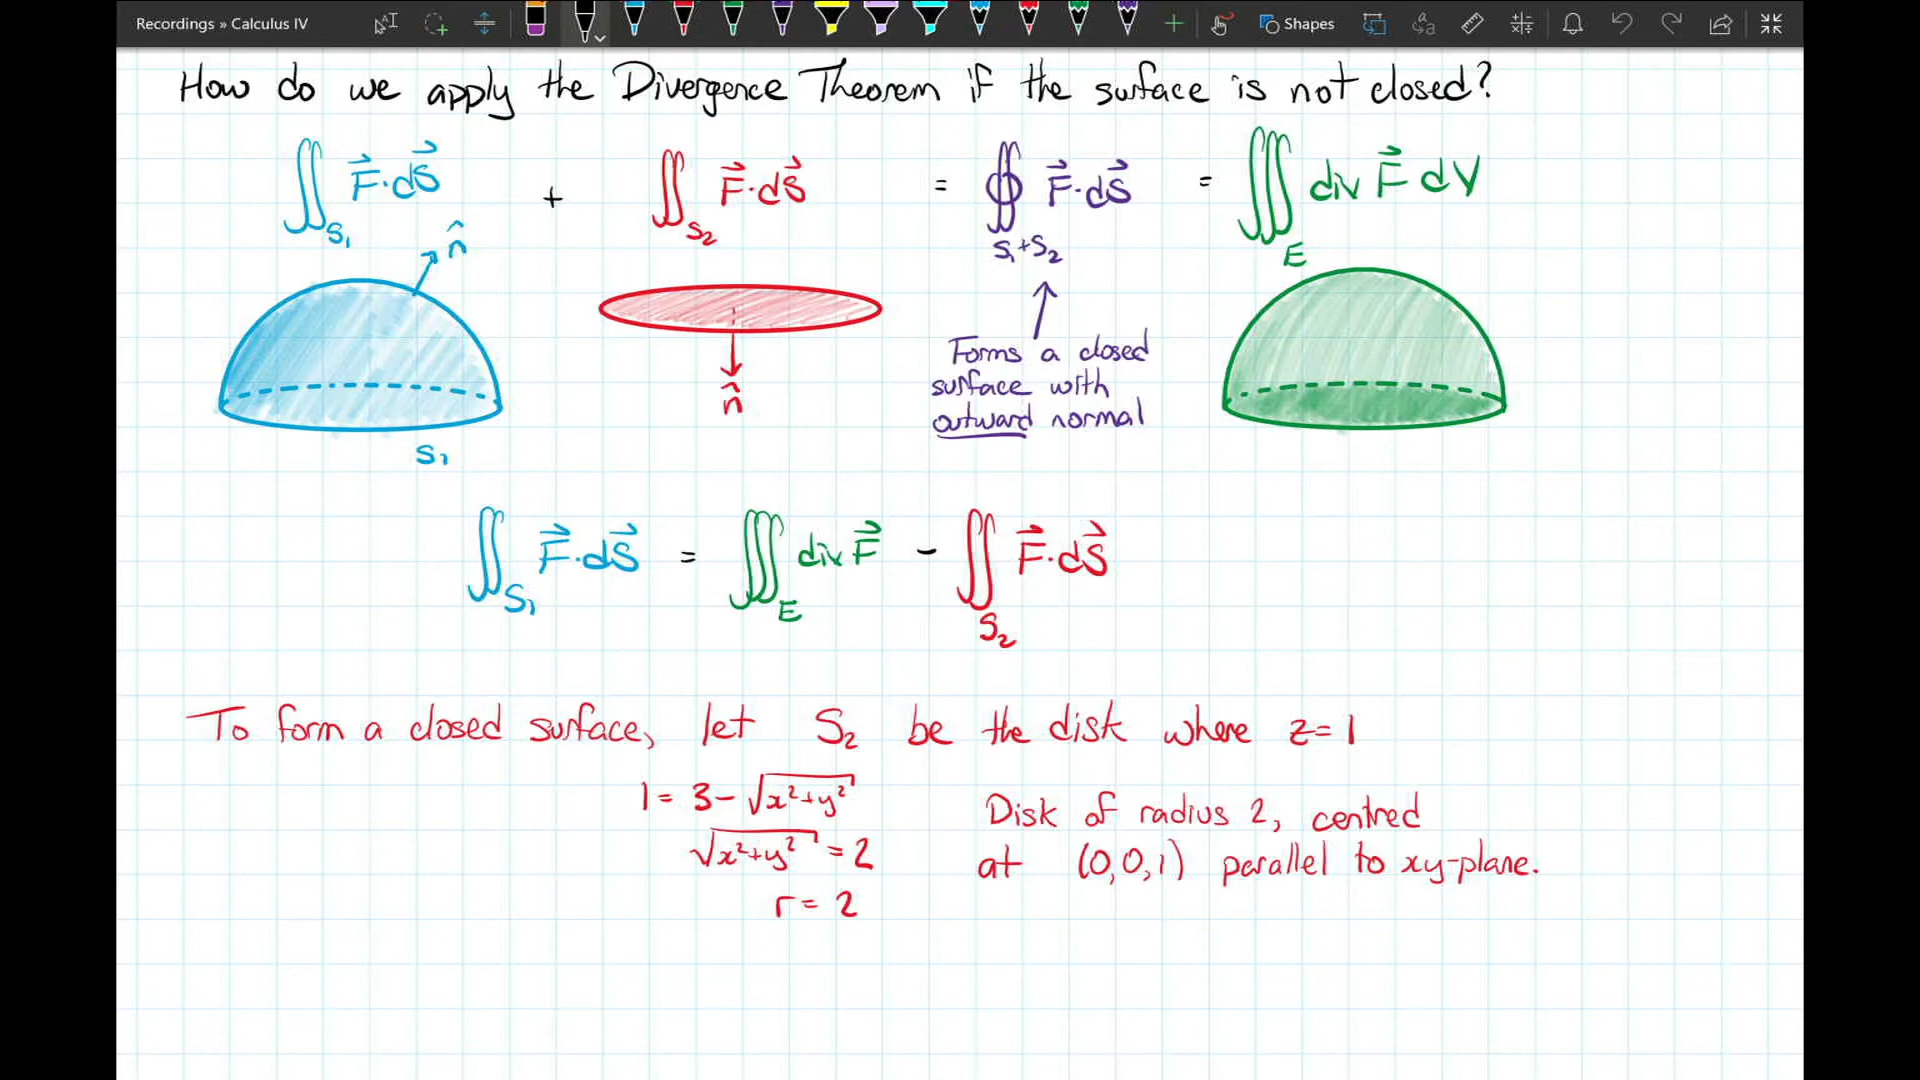 Recordings » Calculus IV
Shapes
How do we apply the Divergence Theorem if the surface is not closed?
∬_{S₁} F⃗·dS⃗ + ∬_{S₂} F⃗·dS⃗ = ∯_{S₁+S₂} F⃗·dS⃗ = ∭_E div F⃗ dV
n̂
n̂
S₁
Forms a closed
surface with
outward normal
∬_{S₁} F⃗·dS⃗ = ∭_E div F⃗ - ∬_{S₂} F⃗·dS⃗
To form a closed surface, let S₂ be the disk where z=1
1 = 3-√(x²+y²)
√(x²+y²) = 2
r = 2
Disk of radius 2, centred
at (0,0,1) parallel to xy-plane.